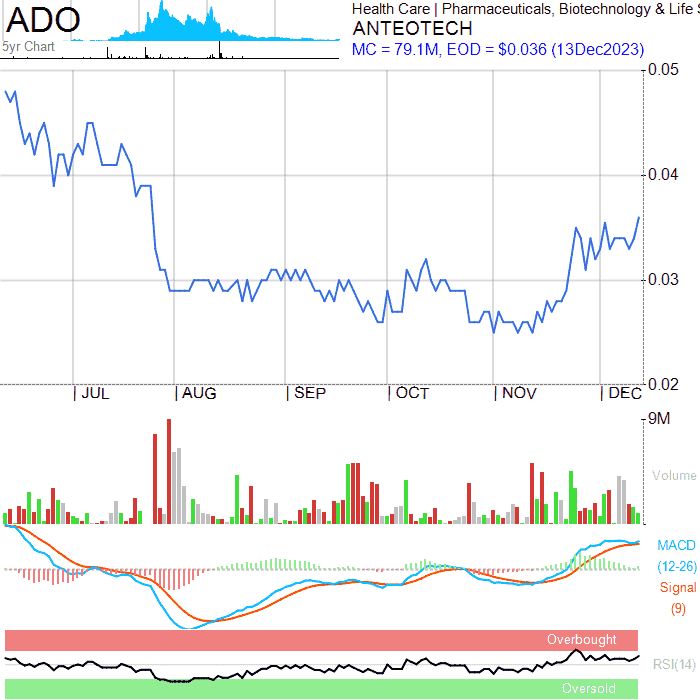 ADO
5yr Chart
Health Care | Pharmaceuticals, Biotechnology & Life S
ANTEOTECH
MC = 79.1M, EOD = $0.036 (13Dec2023)
0.05
0.04
0.03
0.02
| JUL | AUG | SEP | OCT | NOV | DEC
9M
Volume
MACD
(12-26)
Signal
(9)
Overbought
RSI(14)
Oversold